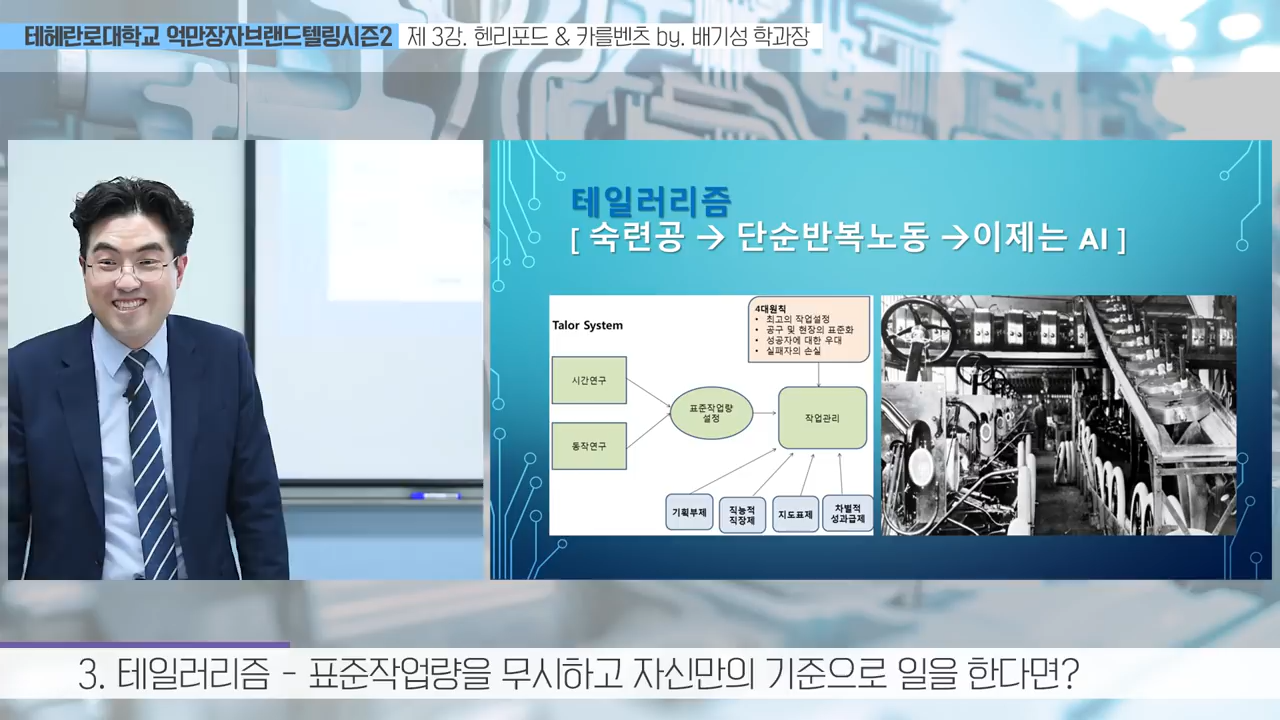 테헤란로대학교 억만장자브랜드텔링시즌2 제 3강. 헨리포드 & 카를벤츠 by. 배기성 학과장
테일러리즘
[ 숙련공 → 단순반복노동 →이제는 AI ]
Talor System
4대원칙
• 최고의 작업설정
• 공구 및 현장의 표준화
• 성공자에 대한 우대
• 실패자의 손실
시간연구
동작연구
표준작업량
설정
작업관리
기획부제
직능적
직장제
지도표제
차별적
성과급제
3. 테일러리즘 - 표준작업량을 무시하고 자신만의 기준으로 일을 한다면?